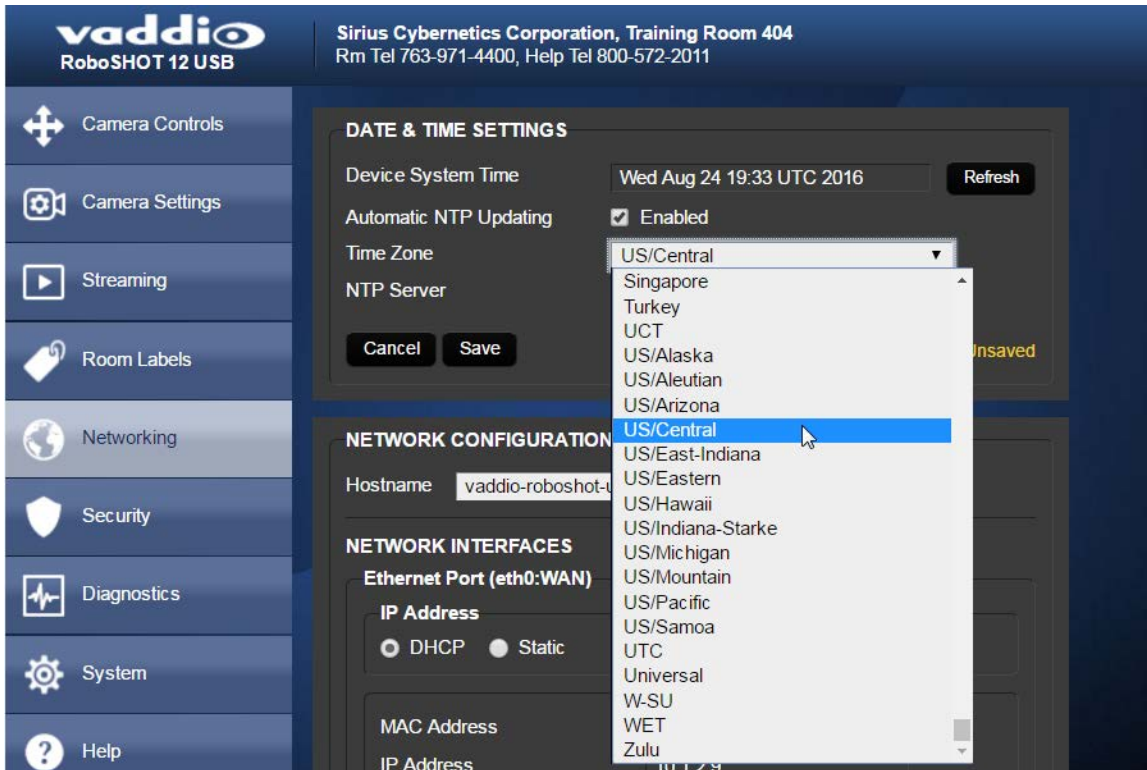 vaddio
RoboSHOT 12 USB
Sirius Cybernetics Corporation, Training Room 404
Rm Tel 763-971-4400, Help Tel 800-572-2011
Camera Controls
Camera Settings
Streaming
Room Labels
Networking
Security
Diagnostics
System
Help
DATE & TIME SETTINGS
Device System Time Wed Aug 24 19:33 UTC 2016 Refresh
Automatic NTP Updating Enabled
Time Zone US/Central
NTP Server
Cancel Save
Singapore
Turkey
UCT
US/Alaska
US/Aleutian
US/Arizona
US/Central
US/East-Indiana
US/Eastern
US/Hawaii
US/Indiana-Starke
US/Michigan
US/Mountain
US/Pacific
US/Samoa
UTC
Universal
W-SU
WET
Zulu
NETWORK CONFIGURATION
Hostname vaddio-roboshot-u
NETWORK INTERFACES
Ethernet Port (eth0:WAN)
IP Address
DHCP Static
MAC Address
IP Address